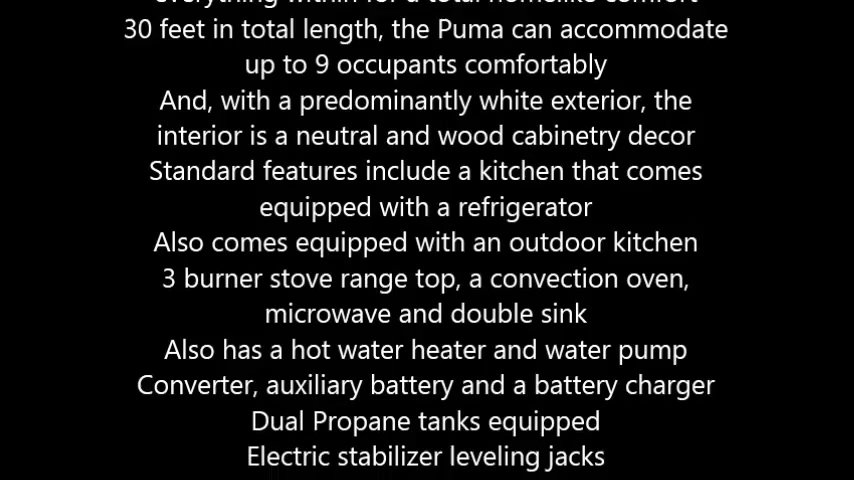 everything within for a total homelike comfort
30 feet in total length, the Puma can accommodate
up to 9 occupants comfortably
And, with a predominantly white exterior, the
interior is a neutral and wood cabinetry decor
Standard features include a kitchen that comes
equipped with a refrigerator
Also comes equipped with an outdoor kitchen
3 burner stove range top, a convection oven,
microwave and double sink
Also has a hot water heater and water pump
Converter, auxiliary battery and a battery charger
Dual Propane tanks equipped
Electric stabilizer leveling jacks